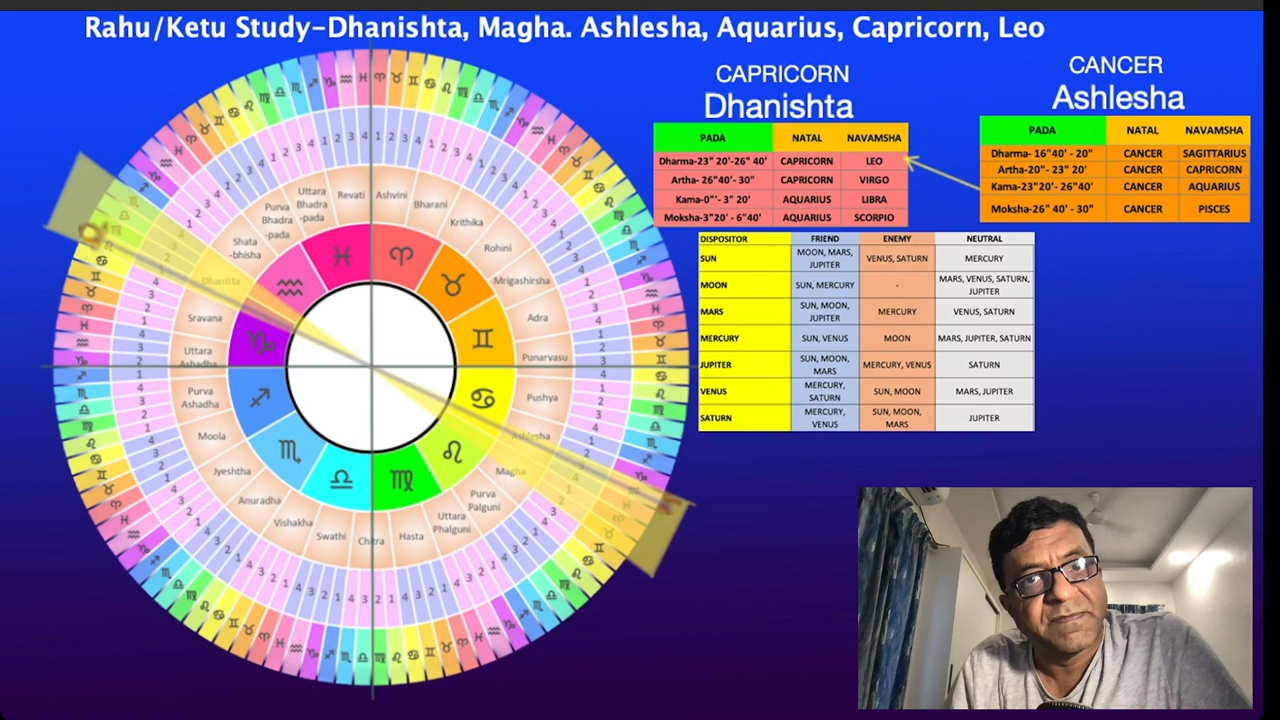 Rahu/Ketu Study-Dhanishta, Magha. Ashlesha, Aquarius, Capricorn, Leo
CAPRICORN
Dhanishta
PADA NATAL NAVAMSHA
Dharma-23" 20'-26" 40' CAPRICORN LEO
Artha- 26"40'- 30" CAPRICORN VIRGO
Kama-0"'- 3" 20' AQUARIUS LIBRA
Moksha-3"20' - 6"40' AQUARIUS SCORPIO
CANCER
Ashlesha
PADA NATAL NAVAMSHA
Dharma- 16"40' - 20" CANCER SAGITTARIUS
Artha-20"- 23" 20' CANCER CAPRICORN
Kama-23"20'- 26"40' CANCER AQUARIUS
Moksha-26" 40' - 30" CANCER PISCES
DISPOSITOR FRIEND ENEMY NEUTRAL
SUN MOON, MARS, JUPITER VENUS, SATURN MERCURY
MOON SUN, MERCURY - MARS, VENUS, SATURN, JUPITER
MARS SUN, MOON, JUPITER MERCURY VENUS, SATURN
MERCURY SUN, VENUS MOON MARS, JUPITER, SATURN
JUPITER SUN, MOON, MARS MERCURY, VENUS SATURN
VENUS MERCURY, SATURN SUN, MOON MARS, JUPITER
SATURN MERCURY, VENUS SUN, MOON, MARS JUPITER
Ashvini
Bharani
Krithika
Rohini
Mrigashirsha
Adra
Punarvasu
Pushya
Ashlesha
Magha
Purva
Palguni
Uttara
Phalguni
Hasta
Chitra
Swathi
Vishakha
Anuradha
Jyeshtha
Moola
Purva
Ashadha
Uttara
Ashadha
Sravana
Dhanista
Shata
-bhisha
Purva
Bhadra
-pada
Uttara
Bhadra
-pada
Revati